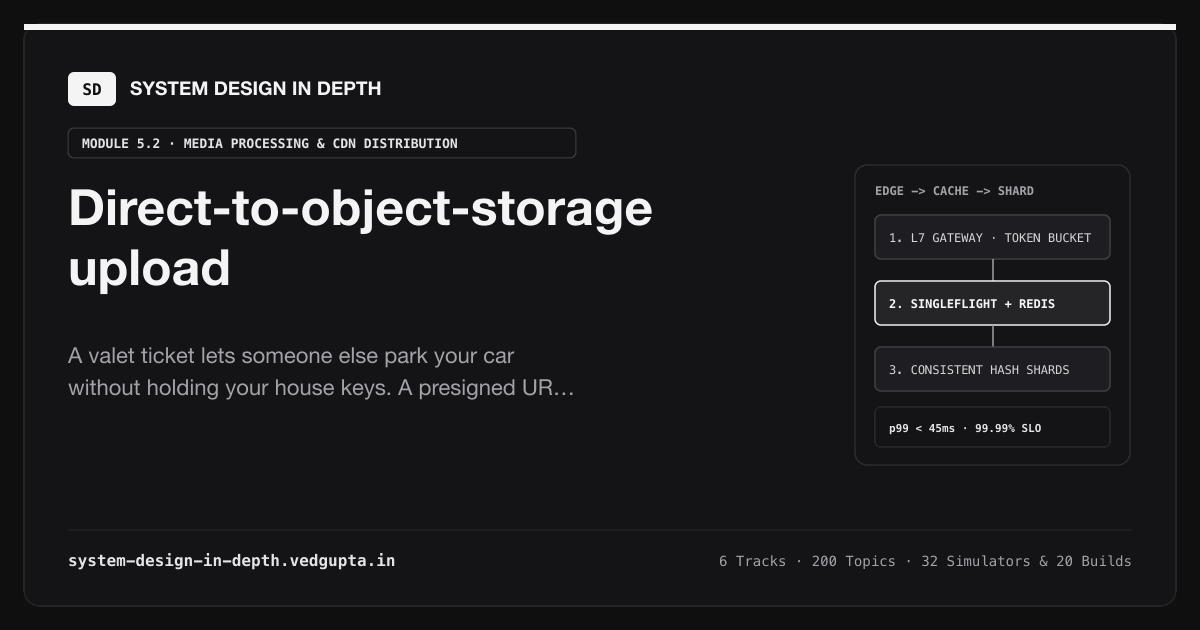 SD SYSTEM DESIGN IN DEPTH
MODULE 5.2 · MEDIA PROCESSING & CDN DISTRIBUTION
Direct-to-object-storage
upload
A valet ticket lets someone else park your car
without holding your house keys. A presigned UR…
EDGE —> CACHE —> SHARD
1. L7 GATEWAY · TOKEN BUCKET
2. SINGLEFLIGHT + REDIS
3. CONSISTENT HASH SHARDS
p99 < 45ms · 99.99% SLO
system-design-in-depth.vedgupta.in
6 Tracks · 200 Topics · 32 Simulators & 20 Builds